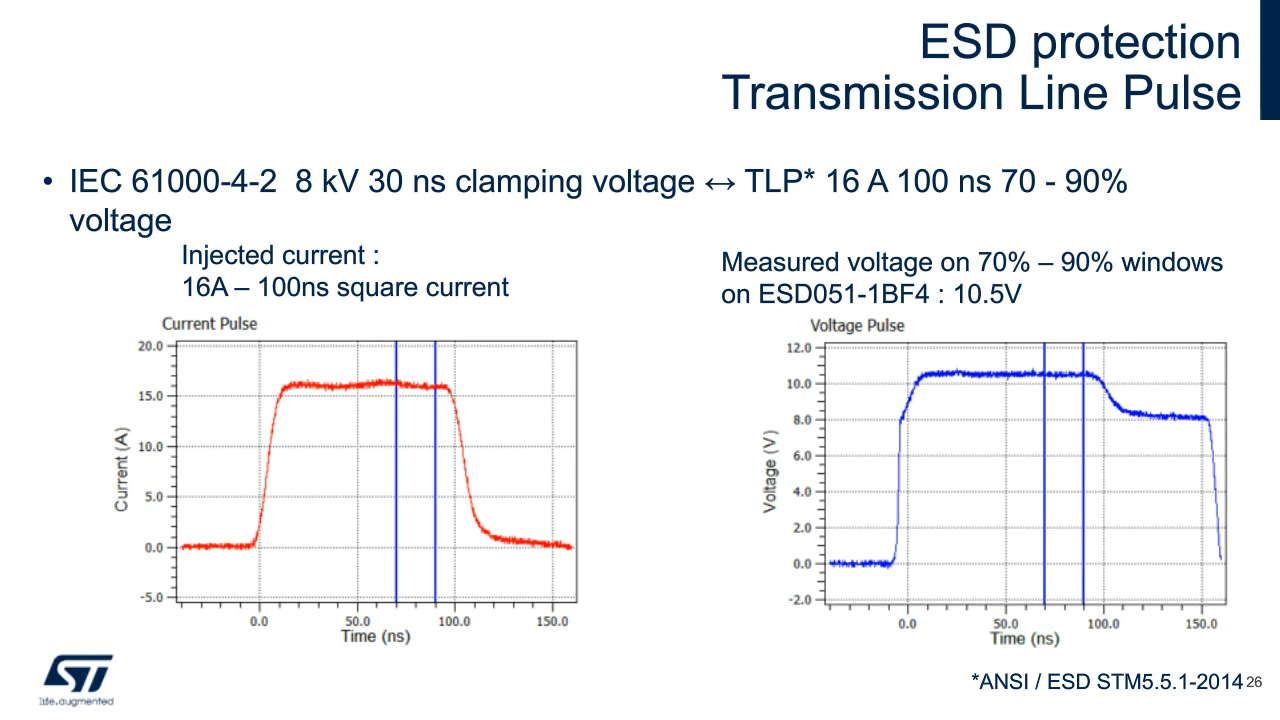 ESD protection
Transmission Line Pulse
• IEC 61000-4-2  8 kV 30 ns clamping voltage ↔ TLP* 16 A 100 ns 70 - 90%
voltage
Injected current :
16A – 100ns square current
Measured voltage on 70% – 90% windows
on ESD051-1BF4 : 10.5V
Current Pulse
20.0
15.0
10.0
5.0
0.0
-5.0
Current (A)
0.0 50.0 100.0 150.0
Time (ns)
Voltage Pulse
12.0
10.0
8.0
6.0
4.0
2.0
0.0
-2.0
Voltage (V)
0.0 50.0 100.0 150.0
Time (ns)
ST
life.augmented
*ANSI / ESD STM5.5.1-2014 26